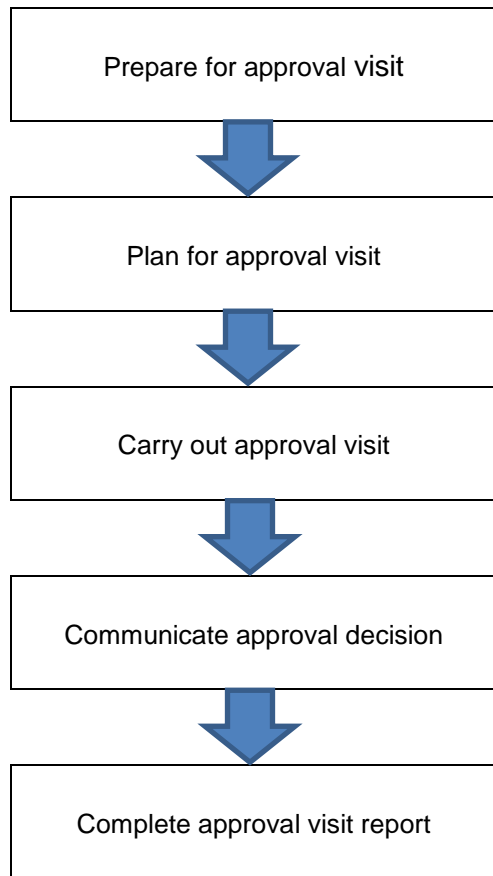 Prepare for approval visit
Plan for approval visit
Carry out approval visit
Communicate approval decision
Complete approval visit report